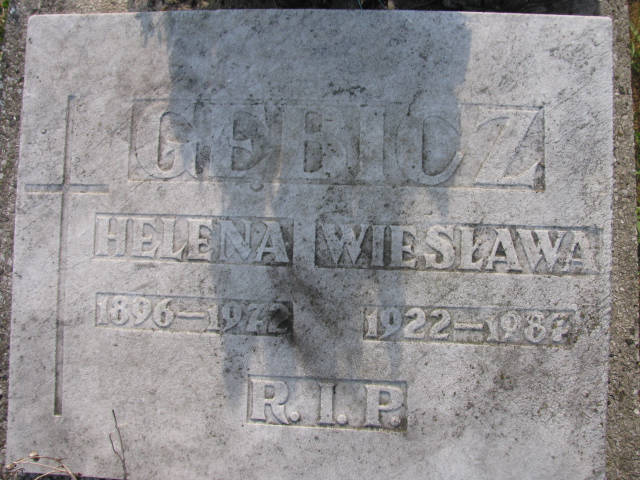 GĘBICZ
HELENA WIESŁAWA
1896-1972 1922-1987
R.I.P.